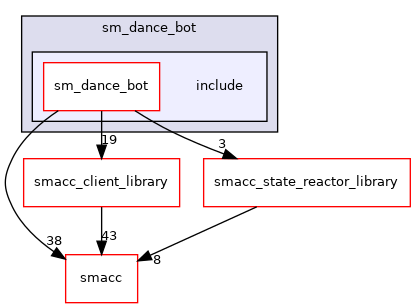 sm_dance_bot
sm_dance_bot
include
19
3
smacc_client_library
smacc_state_reactor_library
38
43
8
smacc